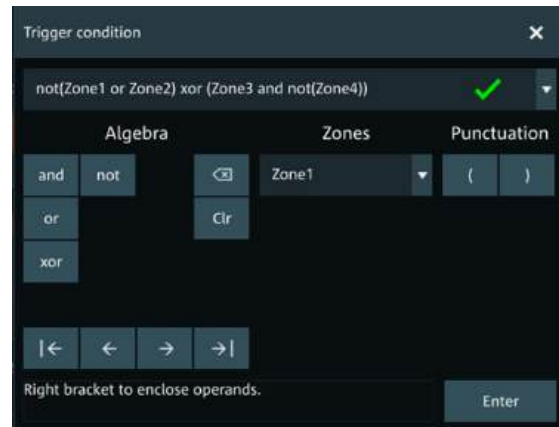 Trigger condition
not(Zone1 or Zone2) xor (Zone3 and not(Zone4))
Algebra Zones Punctuation
and not Zone1 ( )
or Clr
xor
Right bracket to enclose operands.
Enter